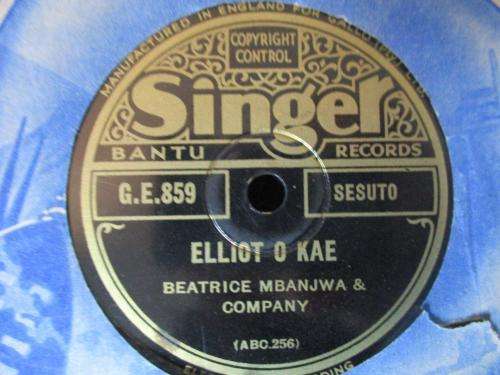 MANUFACTURED IN ENGLAND FOR GALLO
COPYRIGHT
CONTROL
Singer
BANTU RECORDS
G.E.859 SESUTO
ELLIOT O KAE
BEATRICE MBANJWA &
COMPANY
(ABC.256)